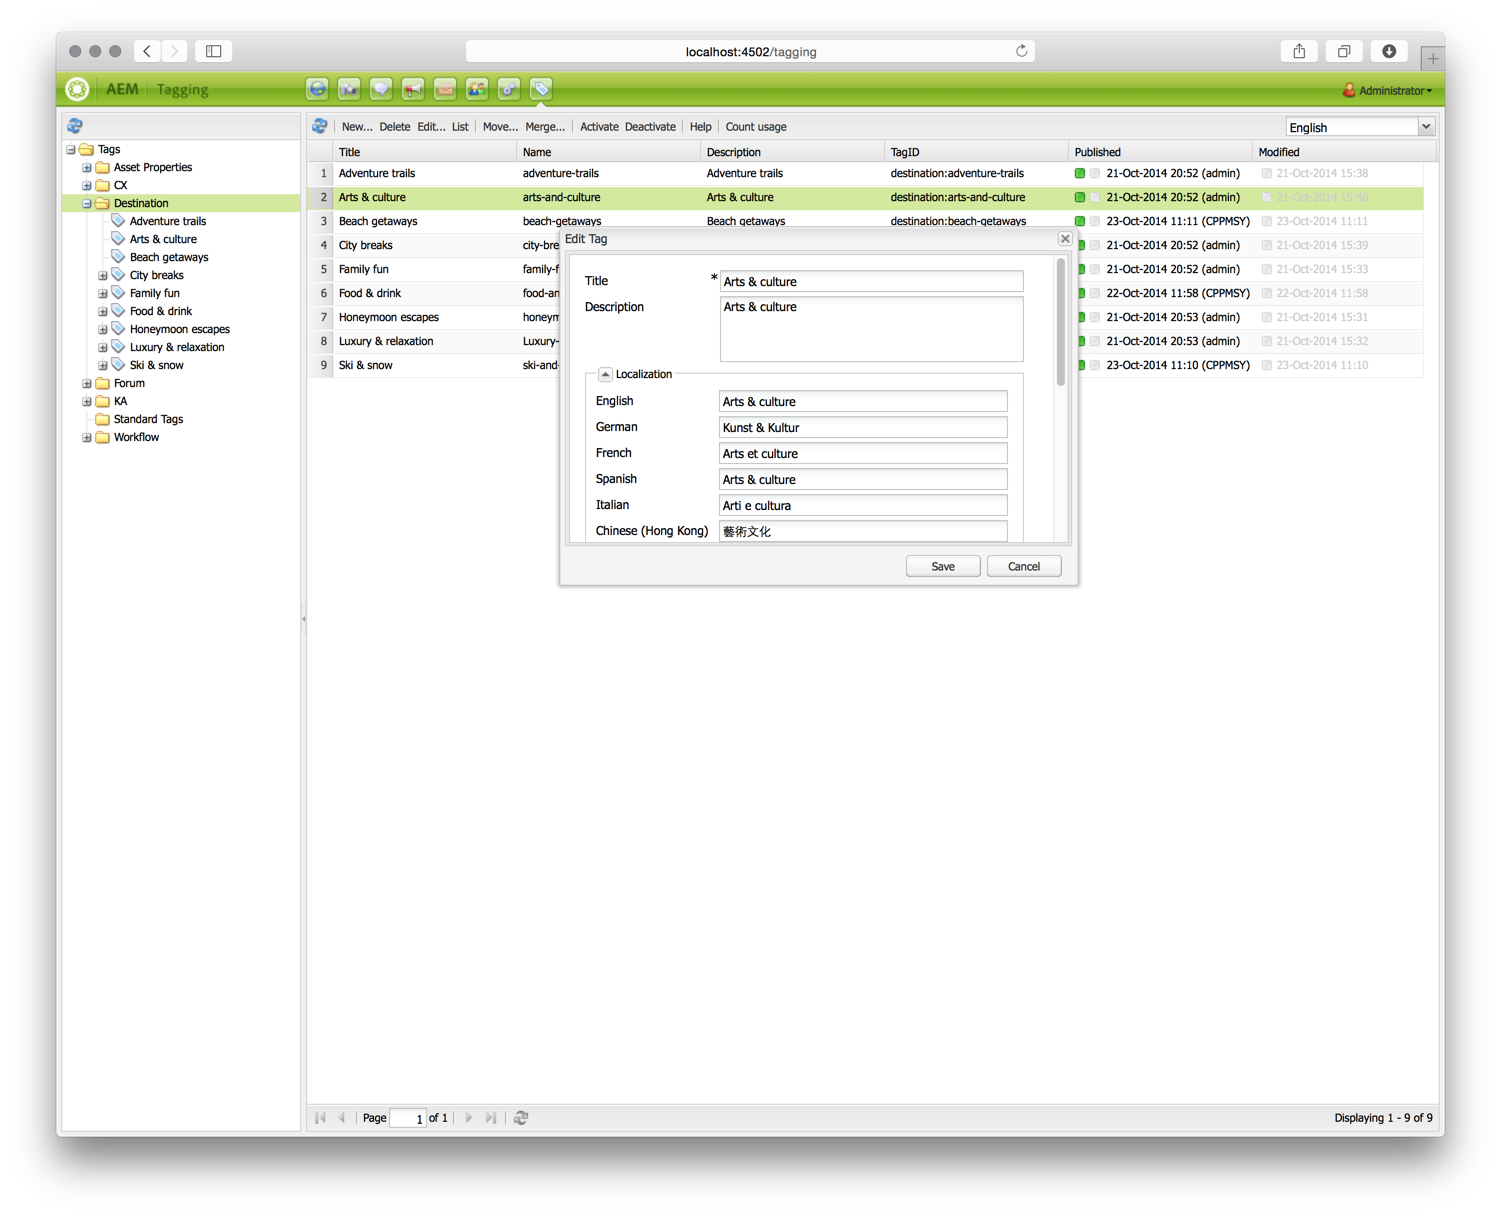 localhost:4502/tagging
AEM Tagging
Administrator
New... Delete Edit... List Move... Merge... Activate Deactivate Help Count usage
English
Tags
Asset Properties
CX
Destination
Adventure trails
Arts & culture
Beach getaways
City breaks
Family fun
Food & drink
Honeymoon escapes
Luxury & relaxation
Ski & snow
Forum
KA
Standard Tags
Workflow
Title Name Description TagID Published Modified
1 Adventure trails adventure-trails Adventure trails destination:adventure-trails 21-Oct-2014 20:52 (admin) 21-Oct-2014 15:38
2 Arts & culture arts-and-culture Arts & culture destination:arts-and-culture 21-Oct-2014 20:52 (admin) 21-Oct-2014 15:40
3 Beach getaways beach-getaways Beach getaways destination:beach-getaways 23-Oct-2014 11:11 (CPPMSY) 23-Oct-2014 11:11
4 City breaks city-bre 21-Oct-2014 20:52 (admin) 21-Oct-2014 15:39
5 Family fun family-f 21-Oct-2014 20:52 (admin) 21-Oct-2014 15:33
6 Food & drink food-an 22-Oct-2014 11:58 (CPPMSY) 22-Oct-2014 11:58
7 Honeymoon escapes honeym 21-Oct-2014 20:53 (admin) 21-Oct-2014 15:31
8 Luxury & relaxation Luxury- 21-Oct-2014 20:53 (admin) 21-Oct-2014 15:32
9 Ski & snow ski-and- 23-Oct-2014 11:10 (CPPMSY) 23-Oct-2014 11:10
Edit Tag
Title * Arts & culture
Description Arts & culture
Localization
English Arts & culture
German Kunst & Kultur
French Arts et culture
Spanish Arts & culture
Italian Arti e cultura
Chinese (Hong Kong) 藝術文化
Save Cancel
Page 1 of 1
Displaying 1 - 9 of 9